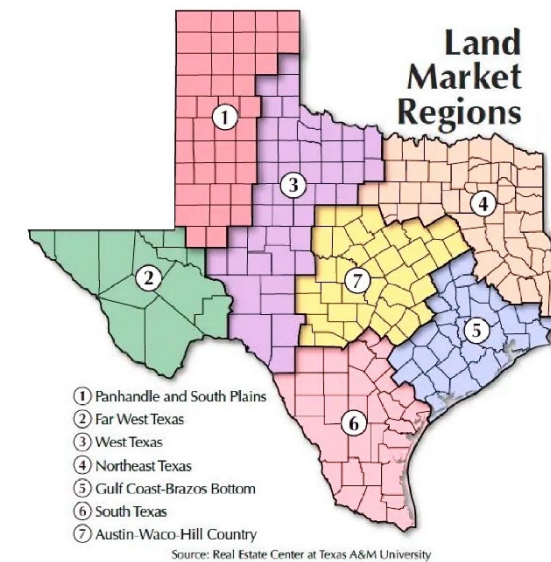 Land
Market
Regions
1
3
4
2
7
5
6
1 Panhandle and South Plains
2 Far West Texas
3 West Texas
4 Northeast Texas
5 Gulf Coast-Brazos Bottom
6 South Texas
7 Austin-Waco-Hill Country
Source: Real Estate Center at Texas A&M University